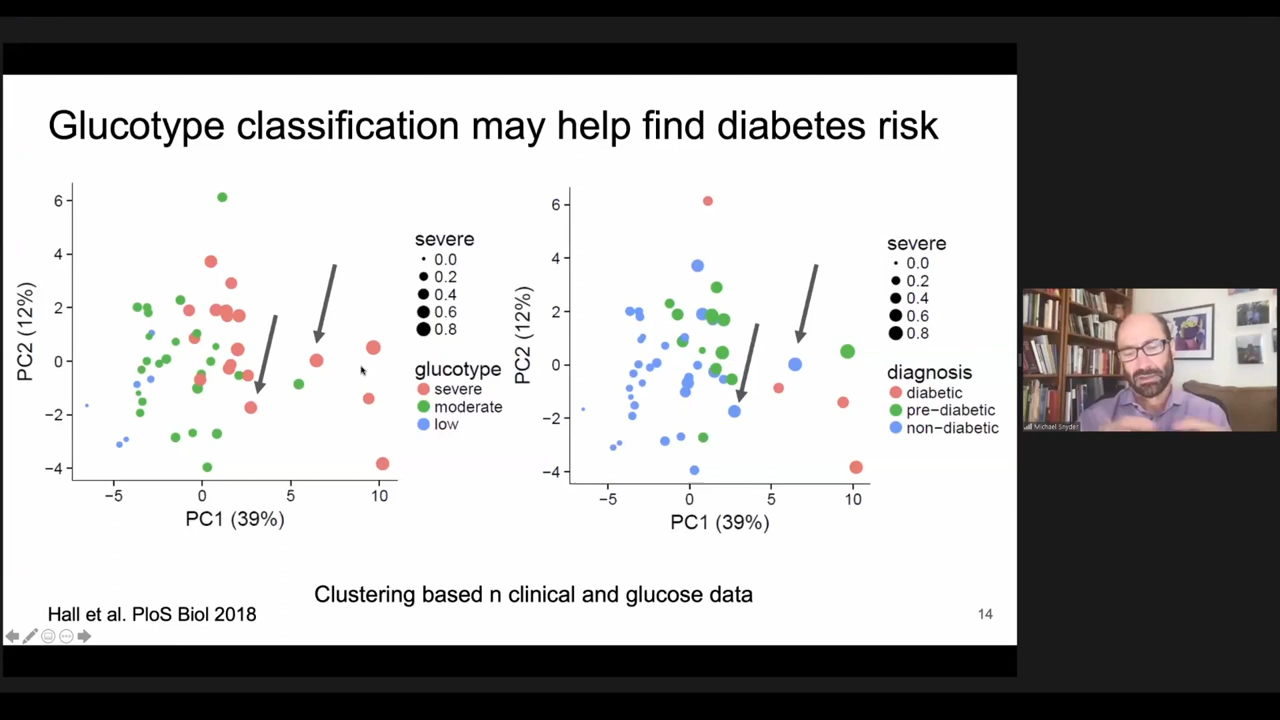 Glucotype classification may help find diabetes risk
6
4
2
0
−2
−4
PC2 (12%)
−5
0
5
10
PC1 (39%)
severe
0.0
0.2
0.4
0.6
0.8
glucotype
severe
moderate
low
6
4
2
0
−2
−4
PC2 (12%)
−5
0
5
10
PC1 (39%)
severe
0.0
0.2
0.4
0.6
0.8
diagnosis
diabetic
pre−diabetic
non−diabetic
Michael Snyder
Clustering based n clinical and glucose data
Hall et al. PloS Biol 2018
14